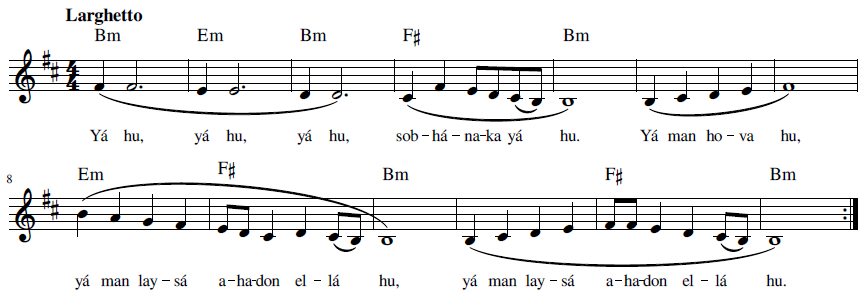 Larghetto
Bm Em Bm F♯ Bm
4 4
Yá hu, yá hu, yá hu, sob–há–na–ka yá hu. Yá man ho–va hu,
8
Em F♯ Bm F♯ Bm
yá man lay–sá a–ha–don el–lá hu, yá man lay–sá a–ha–don el–lá hu.